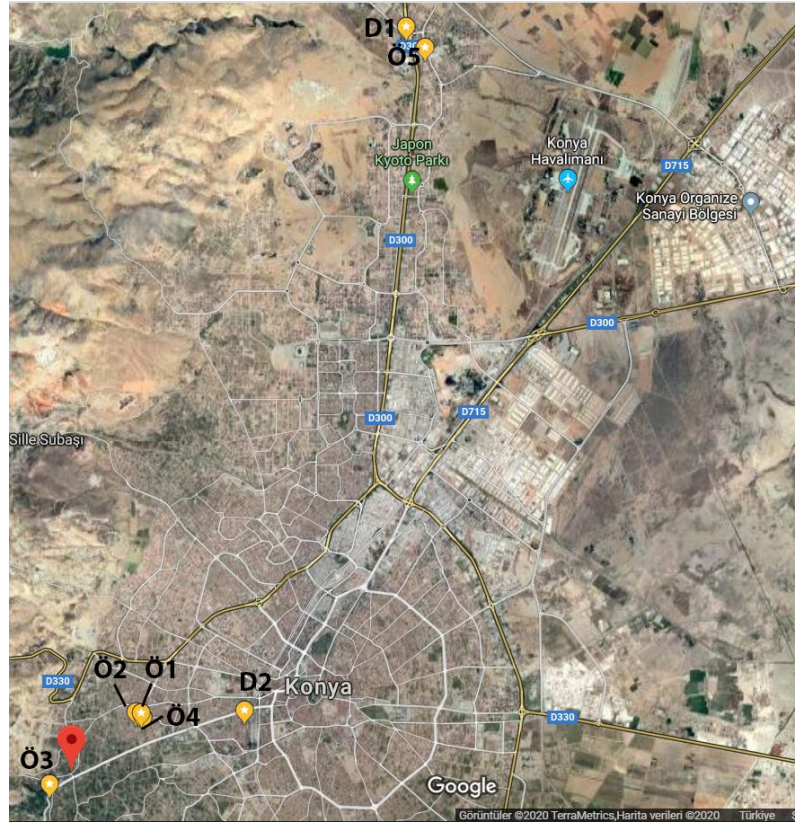 D1
D30
Ö5
Japon
Kyoto Parkı
Konya
Havalimanı
D715
Konya Organize
Sanayi Bölgesi
D300
D300
D300
D715
Sille Subaşı
D330
Ö2
Ö1
Ö4
D2
Konya
D330
Ö3
Google
Görüntüler ©2020 TerraMetrics,Harita verileri ©2020 Türkiye S